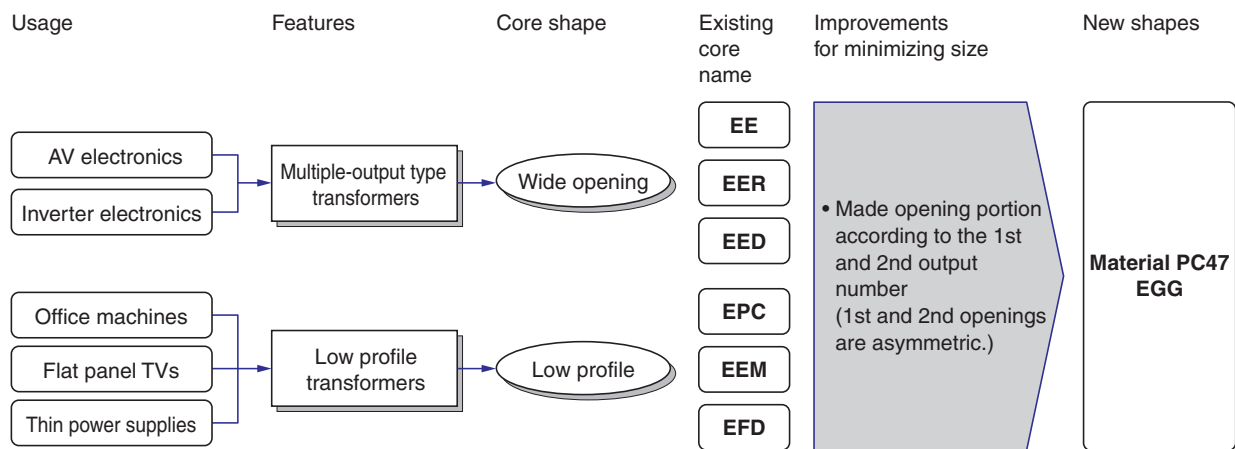 Usage
Features
Core shape
Existing
core
name
Improvements
for minimizing size
New shapes
AV electronics
Inverter electronics
Multiple-output type
transformers
Wide opening
EE
EER
EED
Office machines
Flat panel TVs
Thin power supplies
Low profile
transformers
Low profile
EPC
EEM
EFD
• Made opening portion
according to the 1st
and 2nd output
number
(1st and 2nd openings
are asymmetric.)
Material PC47
EGG